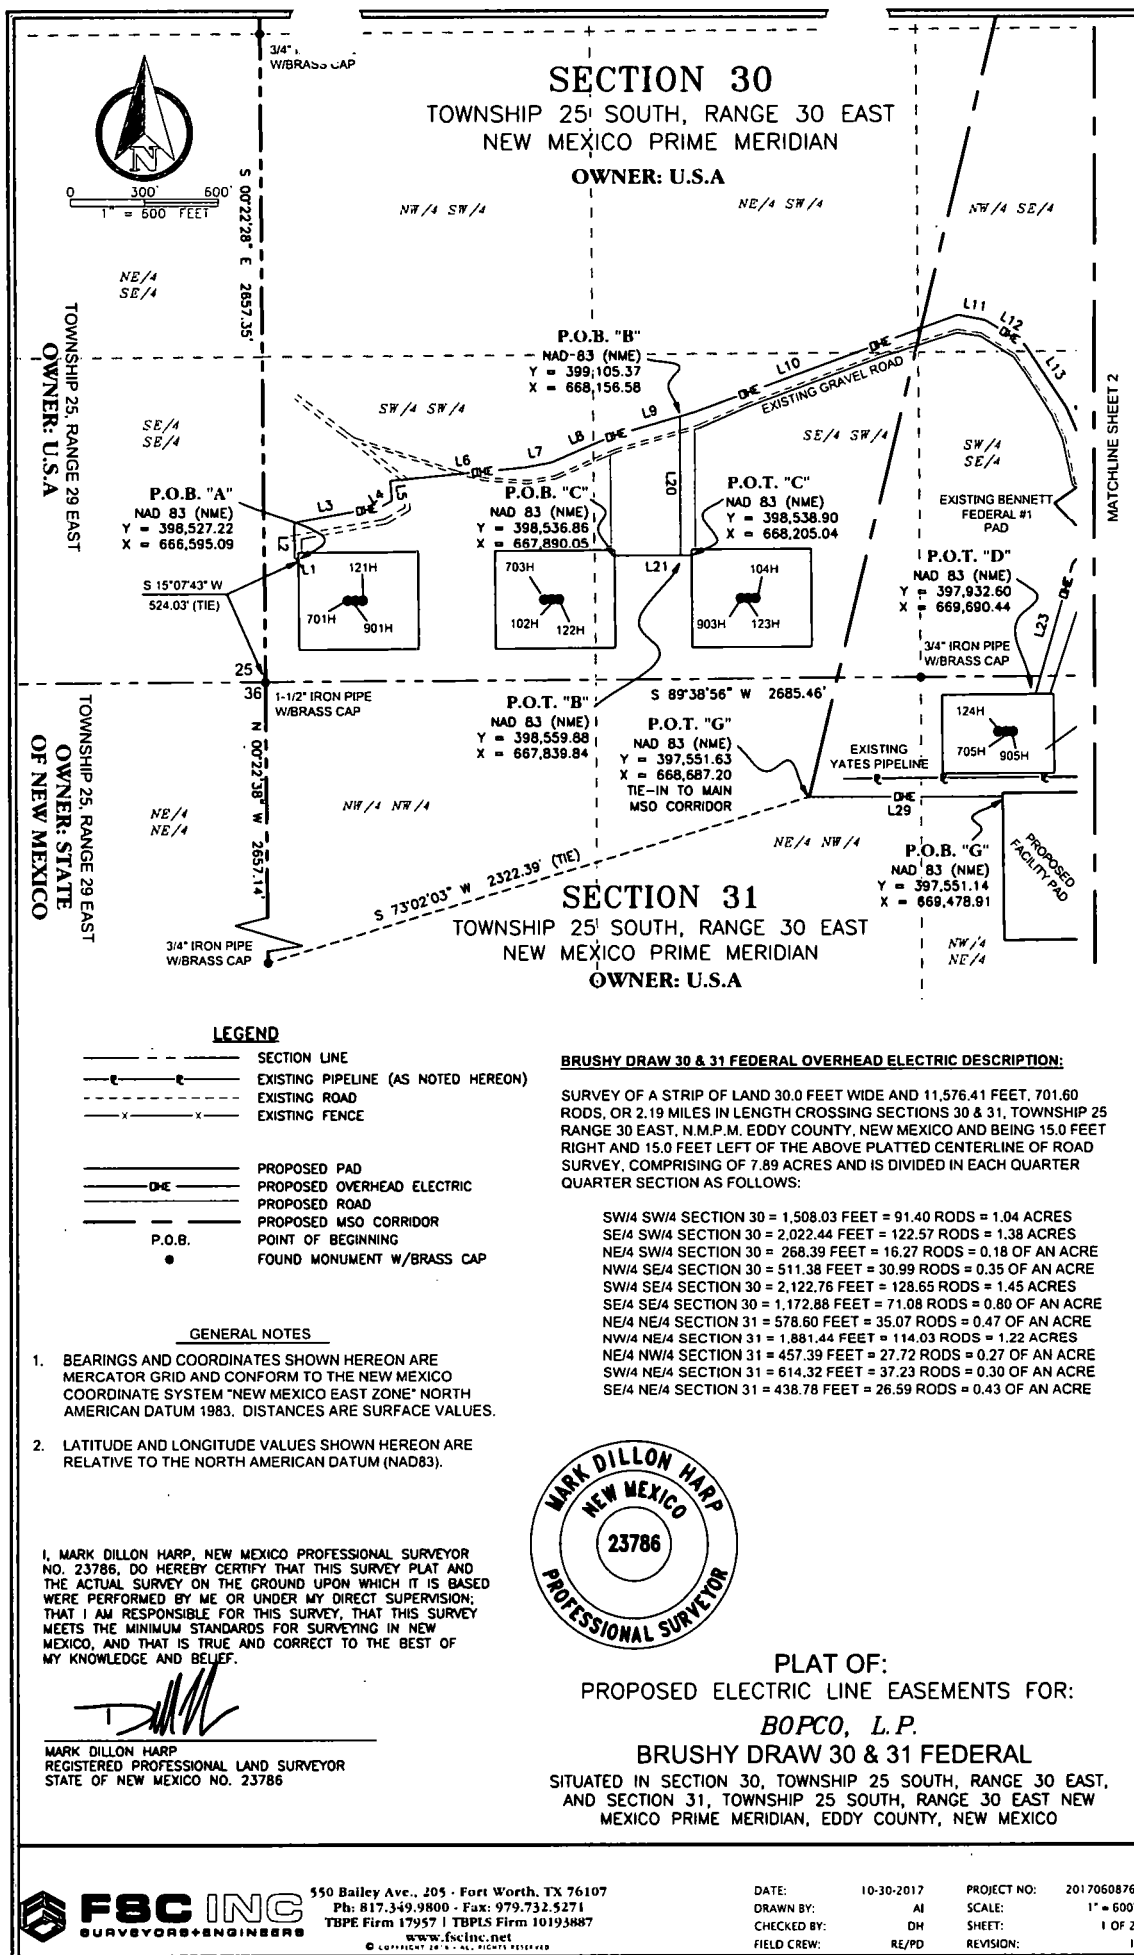 3/4"
W/BRASS CAP
SECTION 30
TOWNSHIP 25 SOUTH, RANGE 30 EAST
NEW MEXICO PRIME MERIDIAN
OWNER: U.S.A
N
0 300' 600'
1" = 600 FEET
S 00°22'28" E 2657.35'
NW/4 SW/4
NE/4 SW/4
NW/4 SE/4
NE/4
SE/4
TOWNSHIP 25, RANGE 29 EAST
OWNER: U.S.A
L11
L12
OHE
L13
MATCHLINE SHEET 2
P.O.B. "B"
NAD-83 (NME)
Y = 399,105.37
X = 668,156.58
OHE
L10
OHE
EXISTING GRAVEL ROAD
SW/4 SW/4
L9
OHE
L8
L7
L6
OHE
SE/4 SW/4
SW/4
SE/4
SE/4
SE/4
L20
P.O.B. "A"
NAD 83 (NME)
Y = 398,527.22
X = 666,595.09
L3
OHE
L4
L5
L2
L1
P.O.B. "C"
NAD 83 (NME)
Y = 398,536.86
X = 667,890.05
P.O.T. "C"
NAD 83 (NME)
Y = 398,538.90
X = 668,205.04
EXISTING BENNETT
FEDERAL #1
PAD
P.O.T. "D"
NAD 83 (NME)
Y = 397,932.60
X = 669,690.44
OHE
L23
S 15°07'43" W
524.03' (TIE)
121H
701H
901H
703H
102H
122H
L21
104H
903H
123H
3/4" IRON PIPE
W/BRASS CAP
25
36
1-1/2" IRON PIPE
W/BRASS CAP
S 89°38'56" W 2685.46'
P.O.T. "B"
NAD 83 (NME)
Y = 398,559.88
X = 667,839.84
P.O.T. "G"
NAD 83 (NME)
Y = 397,551.63
X = 668,687.20
TIE-IN TO MAIN
MSO CORRIDOR
124H
705H
905H
EXISTING
YATES PIPELINE
OHE
L29
TOWNSHIP 25, RANGE 29 EAST
OWNER: STATE
OF NEW MEXICO
N 00°22'38" W 2657.14'
NE/4
NE/4
NW/4 NW/4
NE/4 NW/4
P.O.B. "G"
NAD 83 (NME)
Y = 397,551.14
X = 669,478.91
PROPOSED
FACILITY PAD
S 73°02'03" W 2322.39' (TIE)
SECTION 31
TOWNSHIP 25 SOUTH, RANGE 30 EAST
NEW MEXICO PRIME MERIDIAN
OWNER: U.S.A
3/4" IRON PIPE
W/BRASS CAP
NW/4
NE/4
LEGEND
SECTION LINE
EXISTING PIPELINE (AS NOTED HEREON)
EXISTING ROAD
x x EXISTING FENCE
PROPOSED PAD
OHE PROPOSED OVERHEAD ELECTRIC
PROPOSED ROAD
PROPOSED MSO CORRIDOR
P.O.B. POINT OF BEGINNING
FOUND MONUMENT W/BRASS CAP
GENERAL NOTES
1. BEARINGS AND COORDINATES SHOWN HEREON ARE
MERCATOR GRID AND CONFORM TO THE NEW MEXICO
COORDINATE SYSTEM "NEW MEXICO EAST ZONE" NORTH
AMERICAN DATUM 1983. DISTANCES ARE SURFACE VALUES.
2. LATITUDE AND LONGITUDE VALUES SHOWN HEREON ARE
RELATIVE TO THE NORTH AMERICAN DATUM (NAD83).
I, MARK DILLON HARP, NEW MEXICO PROFESSIONAL SURVEYOR
NO. 23786, DO HEREBY CERTIFY THAT THIS SURVEY PLAT AND
THE ACTUAL SURVEY ON THE GROUND UPON WHICH IT IS BASED
WERE PERFORMED BY ME OR UNDER MY DIRECT SUPERVISION;
THAT I AM RESPONSIBLE FOR THIS SURVEY, THAT THIS SURVEY
MEETS THE MINIMUM STANDARDS FOR SURVEYING IN NEW
MEXICO, AND THAT IS TRUE AND CORRECT TO THE BEST OF
MY KNOWLEDGE AND BELIEF.
MARK DILLON HARP
REGISTERED PROFESSIONAL LAND SURVEYOR
STATE OF NEW MEXICO NO. 23786
BRUSHY DRAW 30 & 31 FEDERAL OVERHEAD ELECTRIC DESCRIPTION:
SURVEY OF A STRIP OF LAND 30.0 FEET WIDE AND 11,576.41 FEET, 701.60
RODS, OR 2.19 MILES IN LENGTH CROSSING SECTIONS 30 & 31, TOWNSHIP 25
RANGE 30 EAST, N.M.P.M. EDDY COUNTY, NEW MEXICO AND BEING 15.0 FEET
RIGHT AND 15.0 FEET LEFT OF THE ABOVE PLATTED CENTERLINE OF ROAD
SURVEY, COMPRISING OF 7.89 ACRES AND IS DIVIDED IN EACH QUARTER
QUARTER SECTION AS FOLLOWS:
SW/4 SW/4 SECTION 30 = 1,508.03 FEET = 91.40 RODS = 1.04 ACRES
SE/4 SW/4 SECTION 30 = 2,022.44 FEET = 122.57 RODS = 1.38 ACRES
NE/4 SW/4 SECTION 30 = 268.39 FEET = 16.27 RODS = 0.18 OF AN ACRE
NW/4 SE/4 SECTION 30 = 511.38 FEET = 30.99 RODS = 0.35 OF AN ACRE
SW/4 SE/4 SECTION 30 = 2,122.76 FEET = 128.65 RODS = 1.45 ACRES
SE/4 SE/4 SECTION 30 = 1,172.88 FEET = 71.08 RODS = 0.80 OF AN ACRE
NE/4 NE/4 SECTION 31 = 578.60 FEET = 35.07 RODS = 0.47 OF AN ACRE
NW/4 NE/4 SECTION 31 = 1,881.44 FEET = 114.03 RODS = 1.22 ACRES
NE/4 NW/4 SECTION 31 = 457.39 FEET = 27.72 RODS = 0.27 OF AN ACRE
SW/4 NE/4 SECTION 31 = 614.32 FEET = 37.23 RODS = 0.30 OF AN ACRE
SE/4 NE/4 SECTION 31 = 438.78 FEET = 26.59 RODS = 0.43 OF AN ACRE
MARK DILLON HARP
NEW MEXICO
23786
PROFESSIONAL SURVEYOR
PLAT OF:
PROPOSED ELECTRIC LINE EASEMENTS FOR:
BOPCO, L.P.
BRUSHY DRAW 30 & 31 FEDERAL
SITUATED IN SECTION 30, TOWNSHIP 25 SOUTH, RANGE 30 EAST,
AND SECTION 31, TOWNSHIP 25 SOUTH, RANGE 30 EAST NEW
MEXICO PRIME MERIDIAN, EDDY COUNTY, NEW MEXICO
FSC INC
SURVEYORS+ENGINEERS
550 Bailey Ave., 205 - Fort Worth, TX 76107
Ph: 817.349.9800 - Fax: 979.732.5271
TBPE Firm 17957 | TBPLS Firm 10193887
www.fscinc.net
© COPYRIGHT 2016 - ALL RIGHTS RESERVED
DATE: 10-30-2017 PROJECT NO: 2017060876
DRAWN BY: AI SCALE: 1" = 600'
CHECKED BY: DH SHEET: 1 OF 2
FIELD CREW: RE/PD REVISION: 1